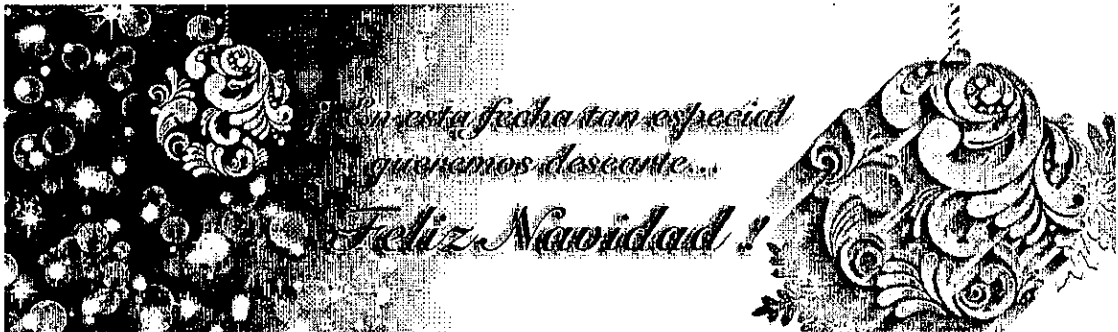 En esta fecha tan especial
queremos desearte...
Feliz Navidad !